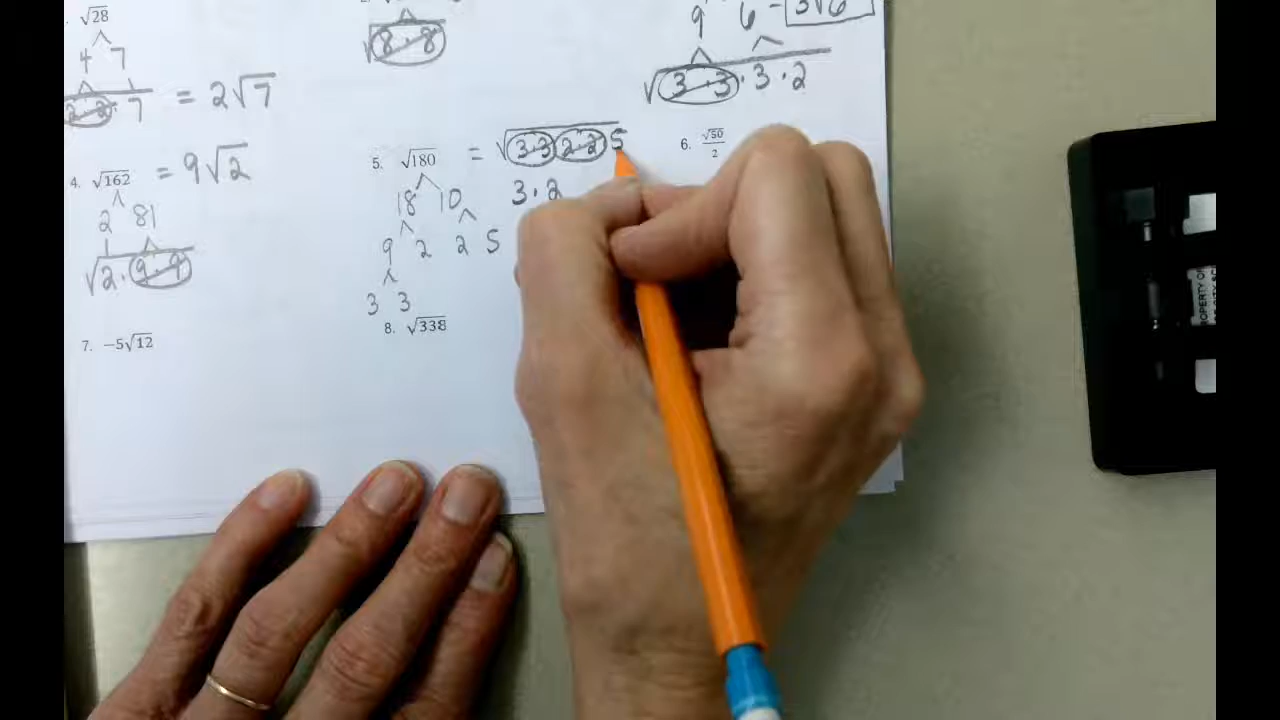 √28
4 7
2·2·7 = 2√7
√8·8
9 6 = 3√6
√3·3·3·2
4. √162 = 9√2
2 81
√2·9·9
5. √180 = √3·3 2·2 5
18 10 3·2
9 2 2 5
3 3
6. √50/2
7. −5√12
8. √338
PROPERTY O